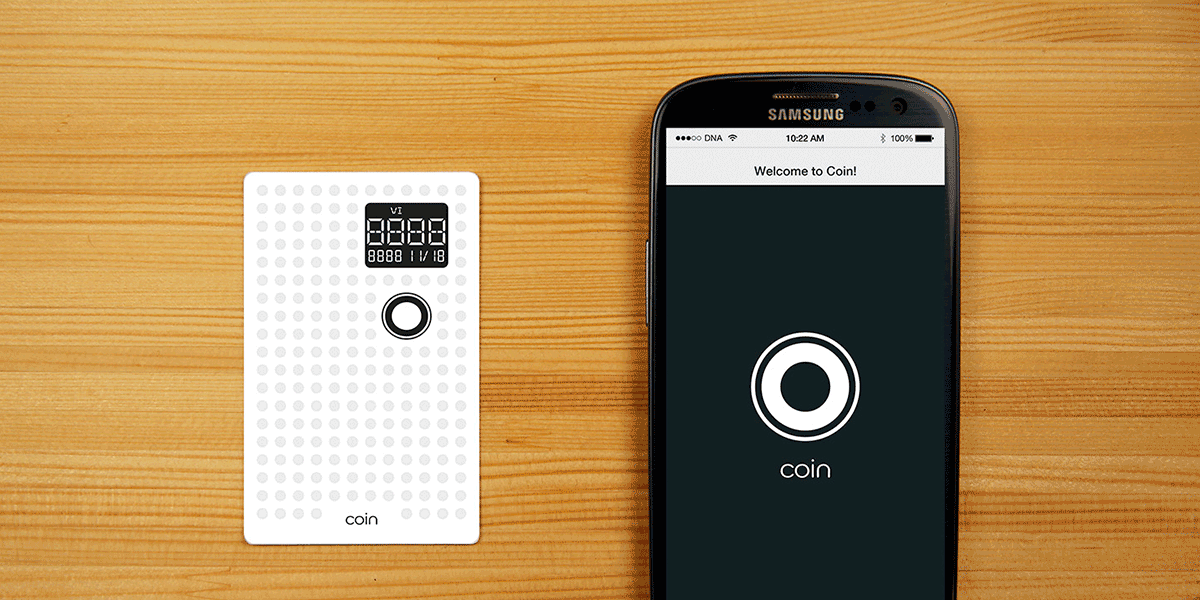 VI
8888
8888 11/18
coin
SAMSUNG
DNA 10:22 AM 100%
Welcome to Coin!
coin